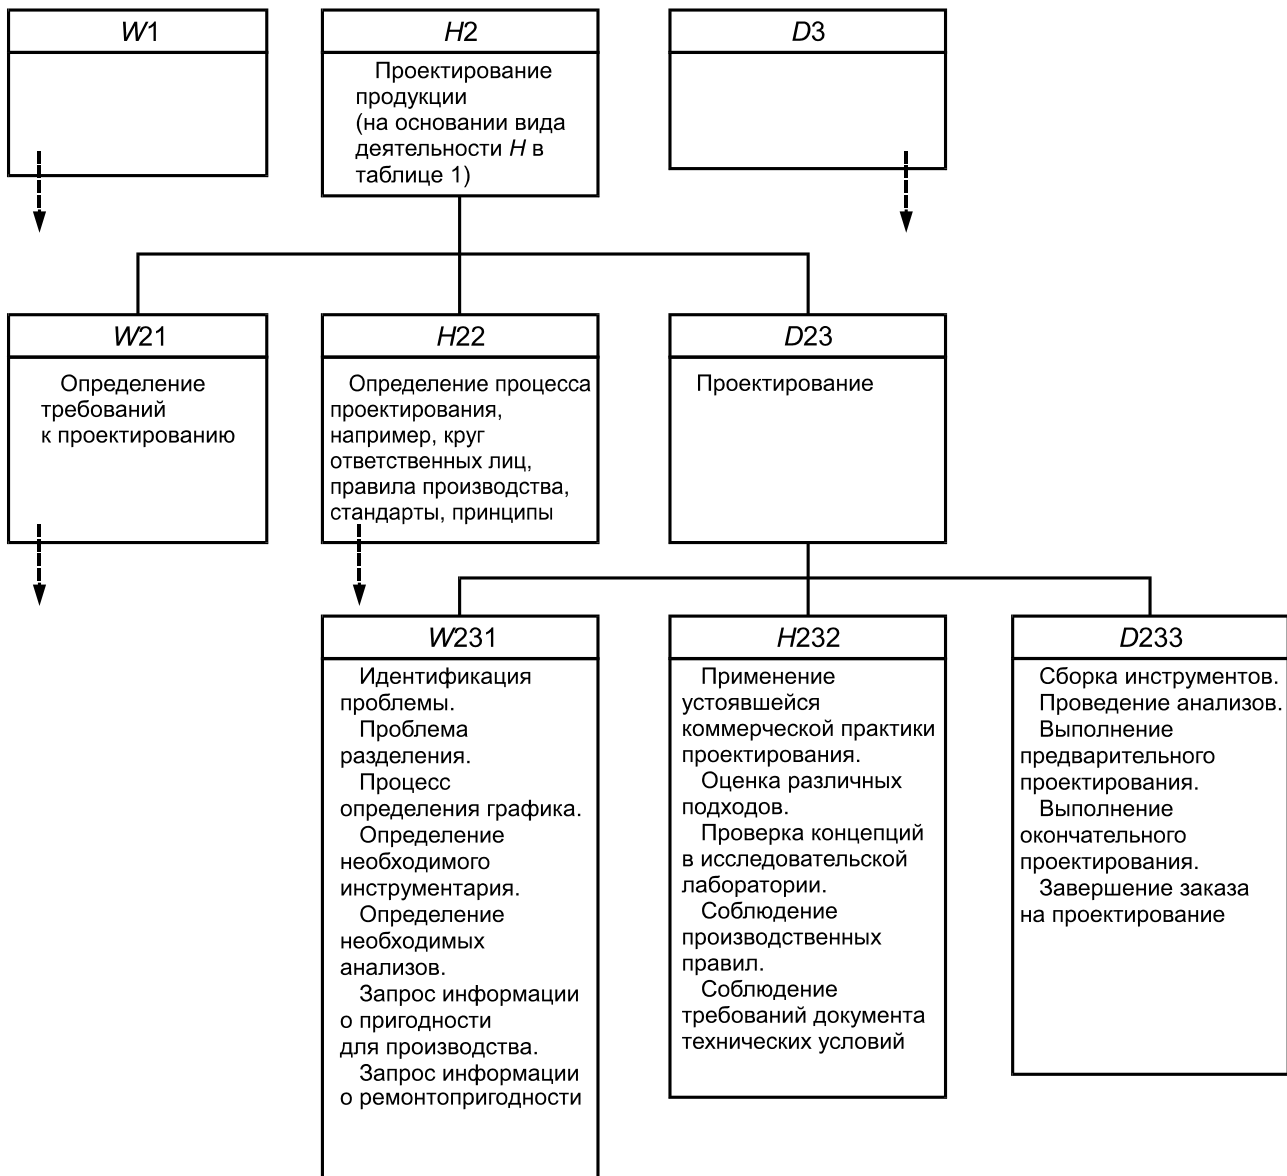 W1
H2
Проектирование
продукции
(на основании вида
деятельности H в
таблице 1)
D3
W21
Определение
требований
к проектированию
H22
Определение процесса
проектирования,
например, круг
ответственных лиц,
правила производства,
стандарты, принципы
D23
Проектирование
W231
Идентификация
проблемы.
Проблема
разделения.
Процесс
определения графика.
Определение
необходимого
инструментария.
Определение
необходимых
анализов.
Запрос информации
о пригодности
для производства.
Запрос информации
о ремонтопригодности
H232
Применение
устоявшейся
коммерческой практики
проектирования.
Оценка различных
подходов.
Проверка концепций
в исследовательской
лаборатории.
Соблюдение
производственных
правил.
Соблюдение
требований документа
технических условий
D233
Сборка инструментов.
Проведение анализов.
Выполнение
предварительного
проектирования.
Выполнение
окончательного
проектирования.
Завершение заказа
на проектирование